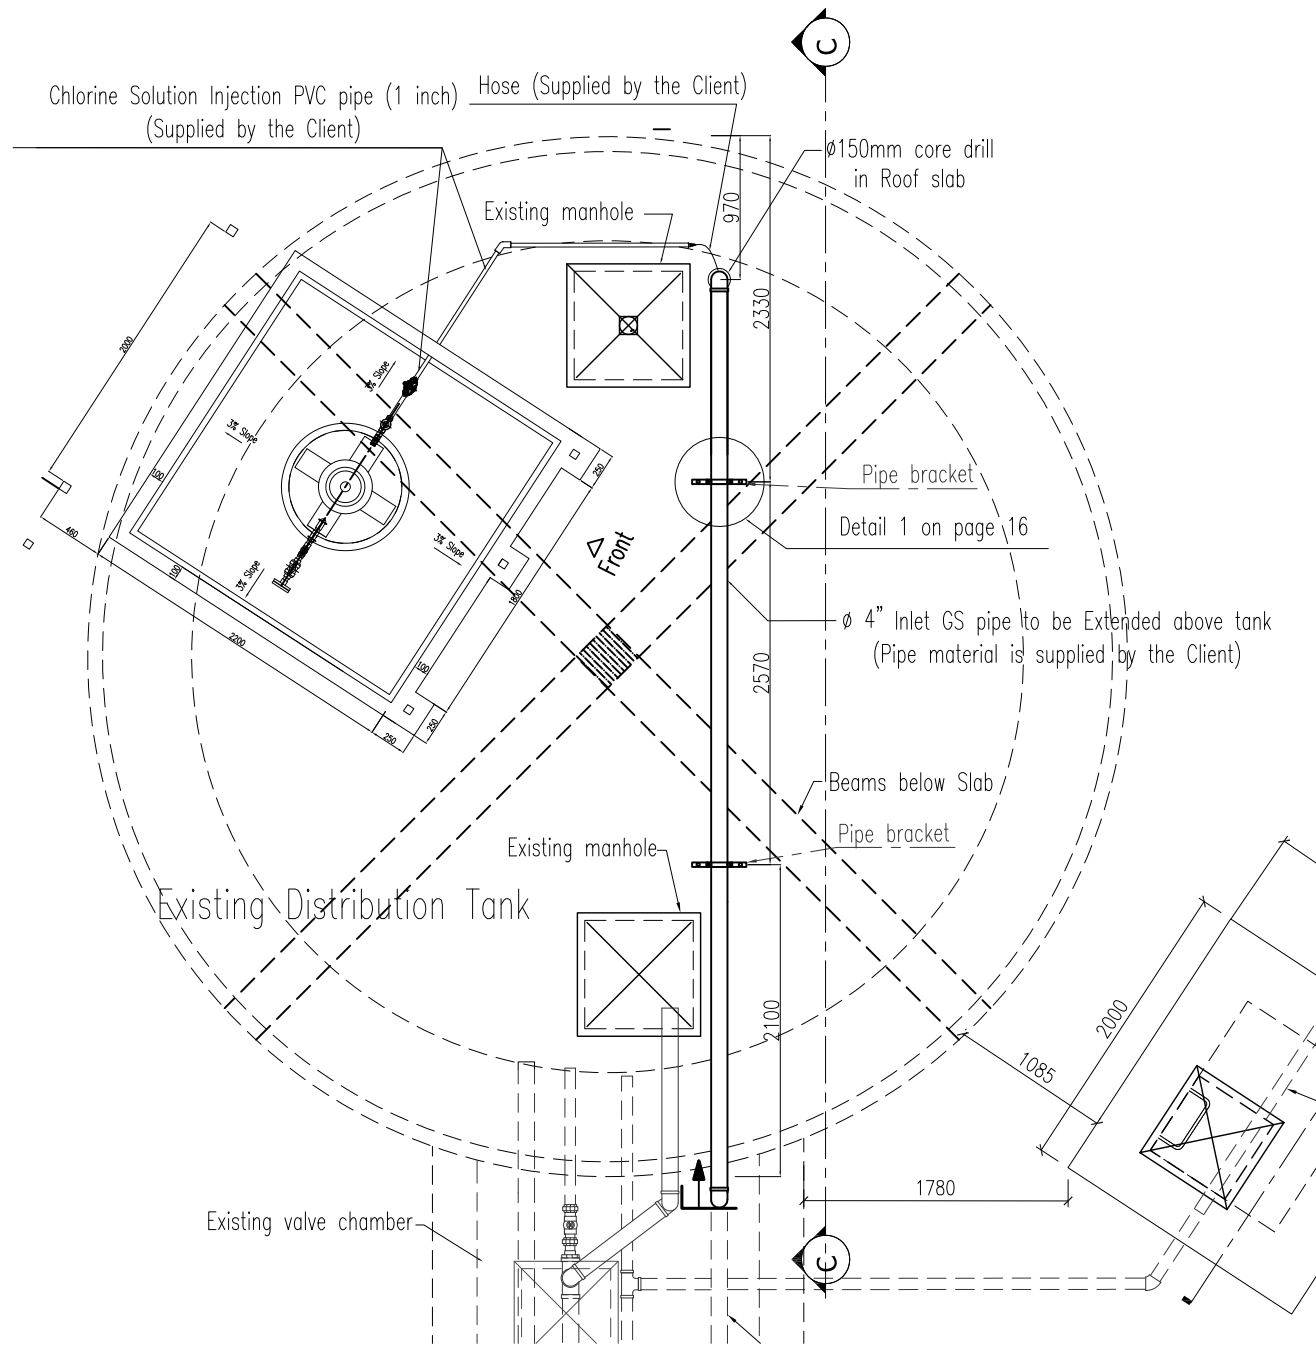 C
Chlorine Solution Injection PVC pipe (1 inch)
(Supplied by the Client)
Hose (Supplied by the Client)
Ø150mm core drill
in Roof slab
970
2330
Existing manhole
2000
3% Slope
3% Slope
3% Slope
3% Slope
100
100
100
460
2200
250
250
250
1800
Front
Pipe bracket
Detail 1 on page 16
ø 4" Inlet GS pipe to be Extended above tank
(Pipe material is supplied by the Client)
2570
Beams below Slab
Pipe bracket
Existing manhole
Existing Distribution Tank
2100
2000
1085
1780
Existing valve chamber
C